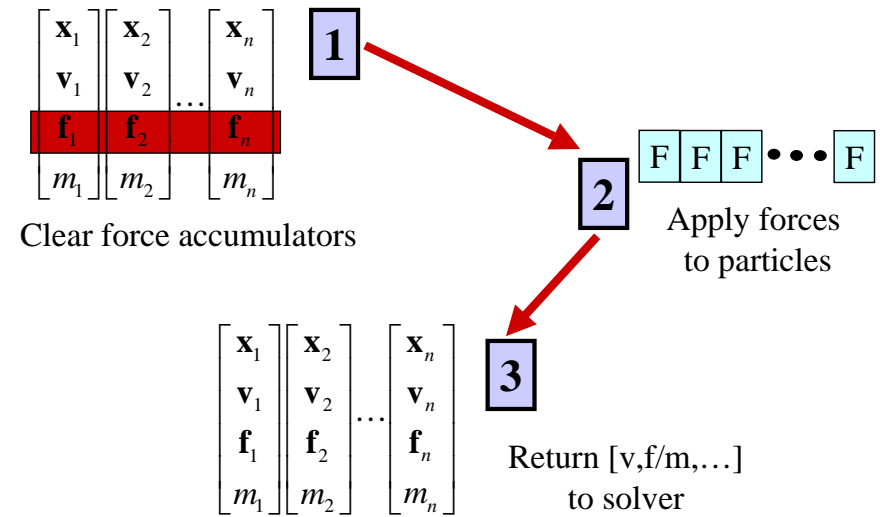 x₁ x₂ xₙ
v₁ v₂ … vₙ
f₁ f₂ fₙ
m₁ m₂ mₙ
Clear force accumulators
1
2
F F F ••• F
Apply forces
to particles
x₁ x₂ xₙ
v₁ v₂ … vₙ
f₁ f₂ fₙ
m₁ m₂ mₙ
3
Return [v,f/m,…]
to solver